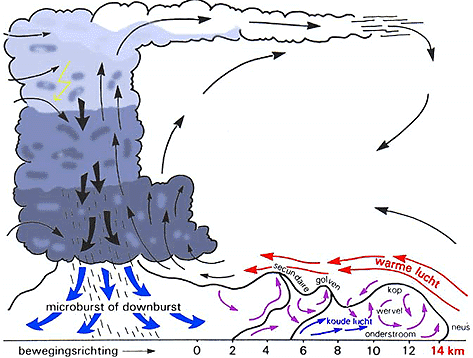 warme lucht
secundaire golven
kop
wervel
neus
koude lucht
onderstroom
microburst of downburst
bewegingsrichting 0 2 4 6 8 10 12 14 km